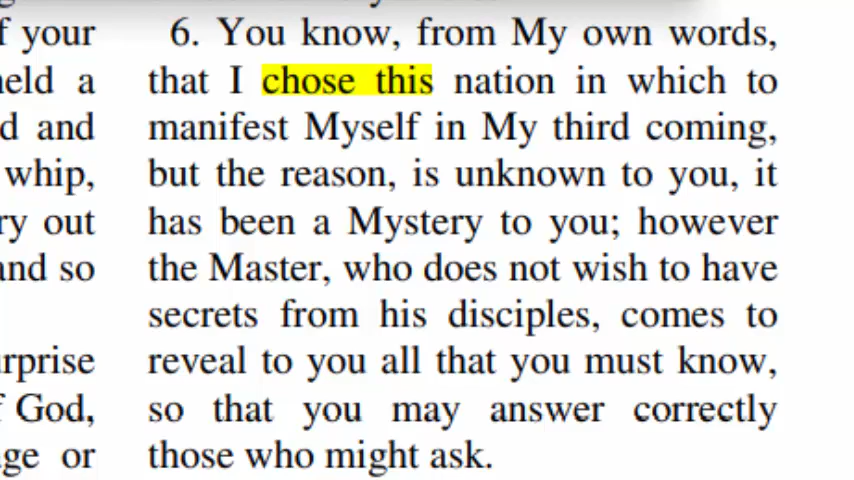 f your
eld a
d and
whip,
ry out
and so
rprise
f God,
ge or
6. You know, from My own words,
that I chose this nation in which to
manifest Myself in My third coming,
but the reason, is unknown to you, it
has been a Mystery to you; however
the Master, who does not wish to have
secrets from his disciples, comes to
reveal to you all that you must know,
so that you may answer correctly
those who might ask.